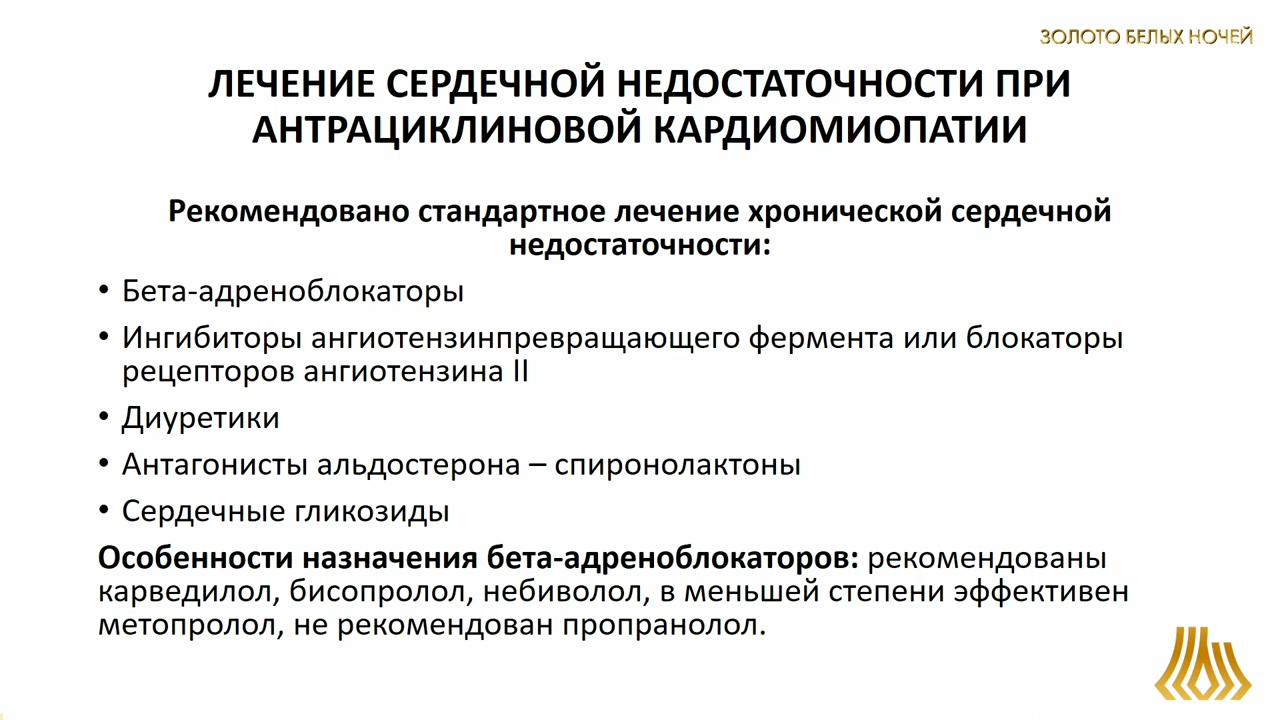 ЗОЛОТО БЕЛЫХ НОЧЕЙ
ЛЕЧЕНИЕ СЕРДЕЧНОЙ НЕДОСТАТОЧНОСТИ ПРИ
АНТРАЦИКЛИНОВОЙ КАРДИОМИОПАТИИ
Рекомендовано стандартное лечение хронической сердечной
недостаточности:
• Бета-адреноблокаторы
• Ингибиторы ангиотензинпревращающего фермента или блокаторы
рецепторов ангиотензина II
• Диуретики
• Антагонисты альдостерона – спиронолактоны
• Сердечные гликозиды
Особенности назначения бета-адреноблокаторов: рекомендованы
карведилол, бисопролол, небиволол, в меньшей степени эффективен
метопролол, не рекомендован пропранолол.